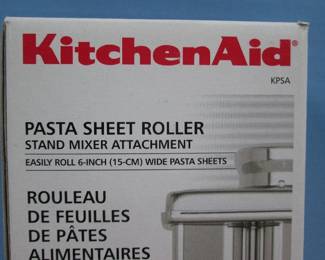 KitchenAid®
KPSA
PASTA SHEET ROLLER
STAND MIXER ATTACHMENT
EASILY ROLL 6-INCH (15-CM) WIDE PASTA SHEETS
ROULEAU
DE FEUILLES
DE PÂTES
ALIMENTAIRES